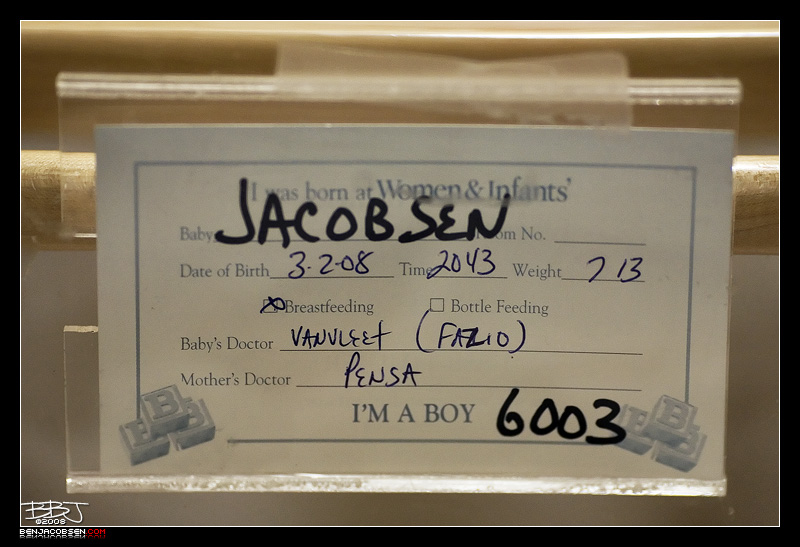 I was born at Women & Infants'
Baby JACOBSEN om No.
Date of Birth 3-2-08 Time 2043 Weight 7 13
Breastfeeding Bottle Feeding
Baby's Doctor VANVLEET (FAZIO)
Mother's Doctor PENSA
I'M A BOY 6003
BBJ
©2008
BENJACOBSEN.COM